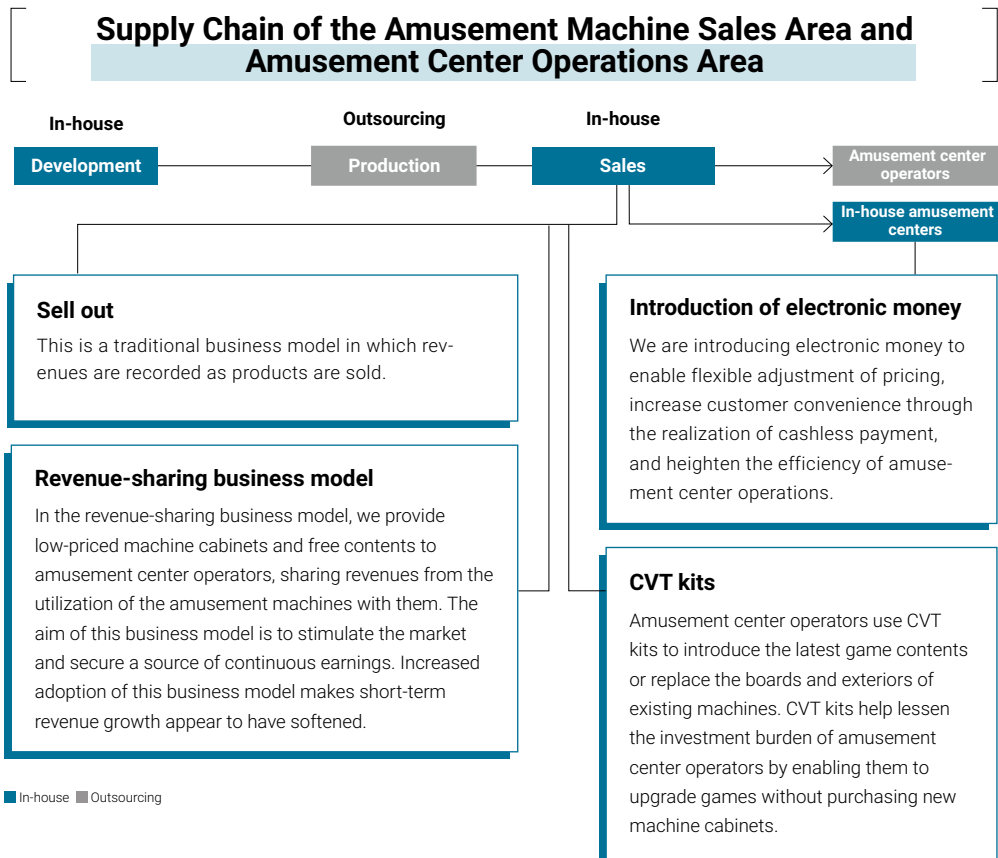 Supply Chain of the Amusement Machine Sales Area and
Amusement Center Operations Area
In-house
Outsourcing
In-house
Development
Production
Sales
Amusement center
operators
In-house amusement
centers
Sell out
This is a traditional business model in which rev-
enues are recorded as products are sold.
Revenue-sharing business model
In the revenue-sharing business model, we provide
low-priced machine cabinets and free contents to
amusement center operators, sharing revenues from the
utilization of the amusement machines with them. The
aim of this business model is to stimulate the market
and secure a source of continuous earnings. Increased
adoption of this business model makes short-term
revenue growth appear to have softened.
Introduction of electronic money
We are introducing electronic money to
enable flexible adjustment of pricing,
increase customer convenience through
the realization of cashless payment,
and heighten the efficiency of amuse-
ment center operations.
CVT kits
Amusement center operators use CVT
kits to introduce the latest game contents
or replace the boards and exteriors of
existing machines. CVT kits help lessen
the investment burden of amusement
center operators by enabling them to
upgrade games without purchasing new
machine cabinets.
In-house Outsourcing